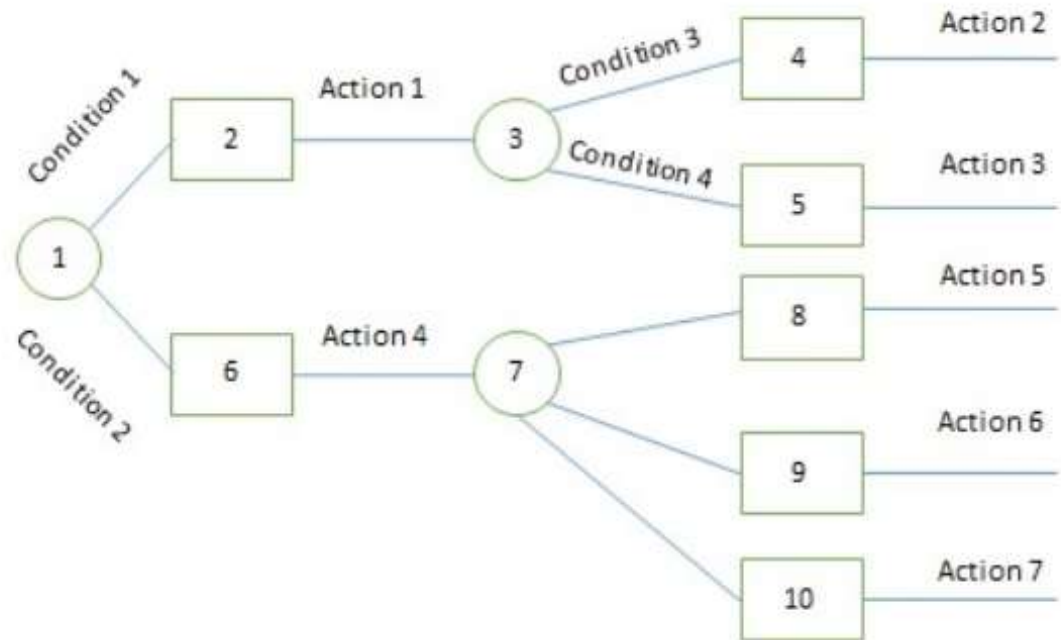 Action 2
Condition 3
4
Condition 1
Action 1
2
3
Condition 4
Action 3
5
1
Action 5
8
Condition 2
Action 4
6
7
Action 6
9
Action 7
10